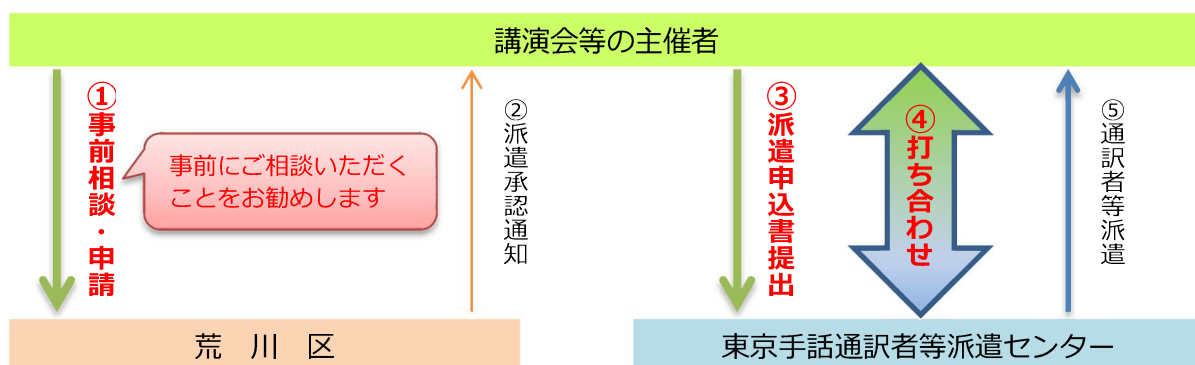 講演会等の主催者
①事前相談・申請
事前にご相談いただく
ことをお勧めします
②派遣承認通知
③派遣申込書提出
④打ち合わせ
⑤通訳者等派遣
荒　川　区
東京手話通訳者等派遣センター